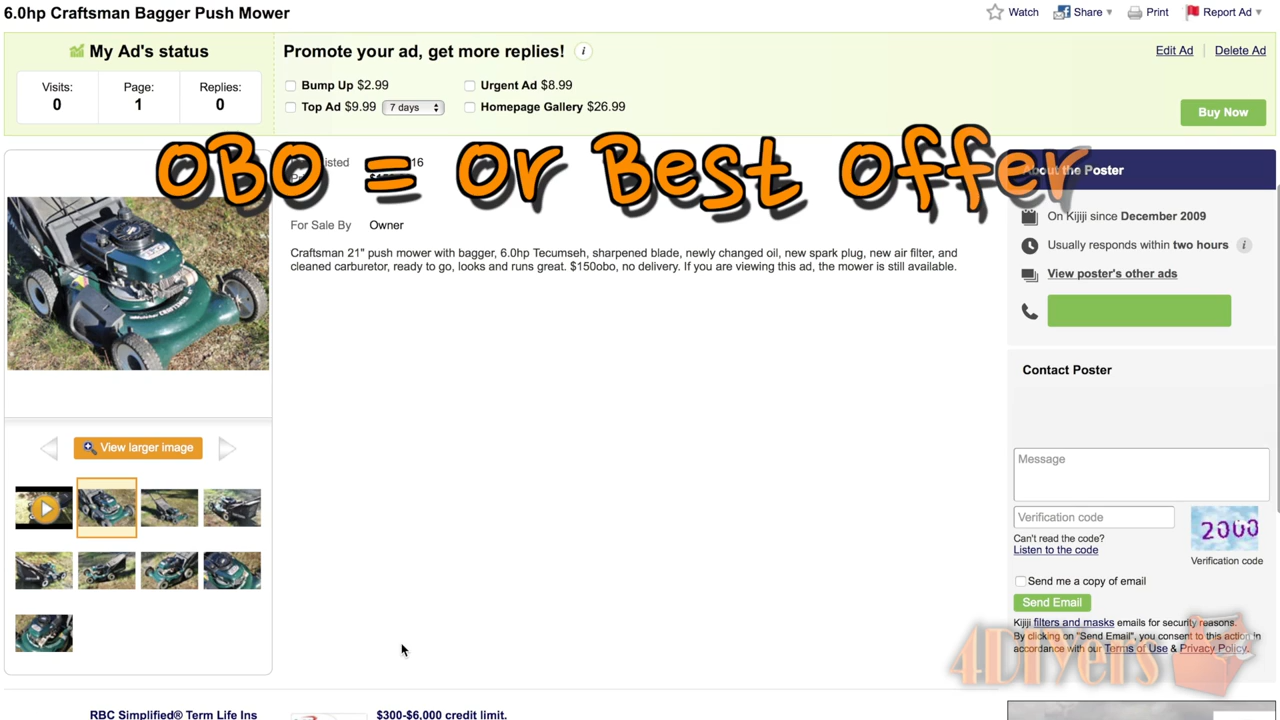 6.0hp Craftsman Bagger Push Mower
Watch Share Print Report Ad
My Ad's status
Visits: Page: Replies:
0 1 0
Promote your ad, get more replies! i
Edit Ad | Delete Ad
Bump Up $2.99 Urgent Ad $8.99
Top Ad $9.99 7 days Homepage Gallery $26.99
Buy Now
OBO = Or Best Offer
Listed 16
For Sale By Owner
Craftsman 21" push mower with bagger, 6.0hp Tecumseh, sharpened blade, newly changed oil, new spark plug, new air filter, and
cleaned carburetor, ready to go, looks and runs great. $150obo, no delivery. If you are viewing this ad, the mower is still available.
View larger image
About the Poster
On Kijiji since December 2009
Usually responds within two hours i
View poster's other ads
Contact Poster
Message
Verification code
2000
Can't read the code?
Listen to the code
Verification code
Send me a copy of email
Send Email
Kijiji filters and masks emails for security reasons.
By clicking on "Send Email", you consent to this action in
accordance with our Terms of Use & Privacy Policy.
4Divers
RBC Simplified® Term Life Ins
$300-$6,000 credit limit.